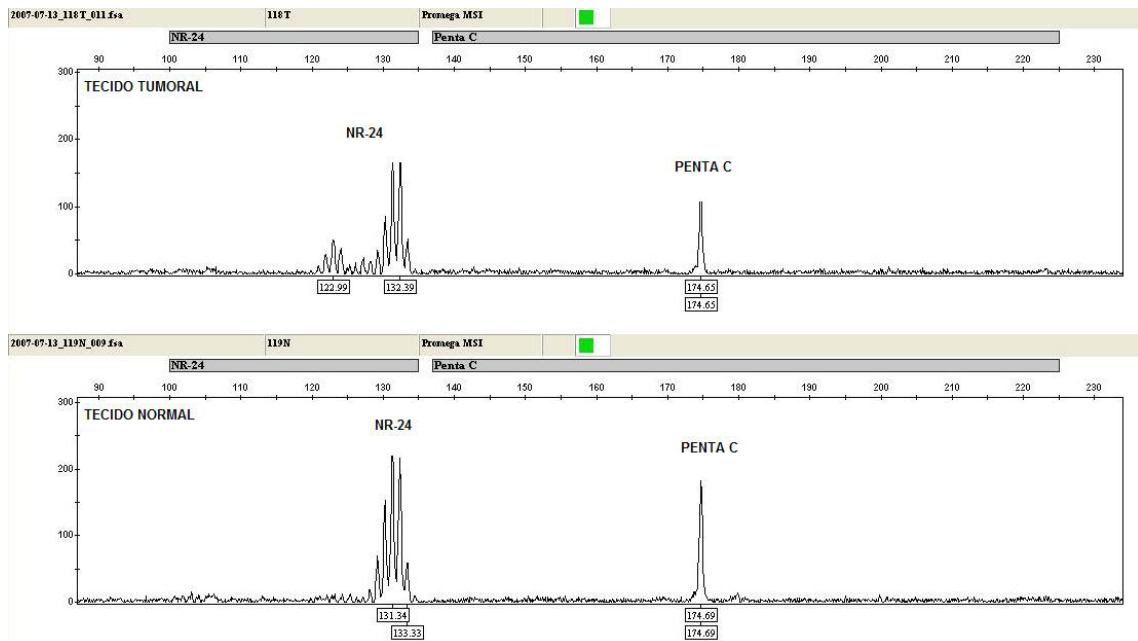 2007-07-13_118T_011.fsa 118T Promega MSI
NR-24 Penta C
90 100 110 120 130 140 150 160 170 180 190 200 210 220 230
300
TECIDO TUMORAL
NR-24
200
PENTA C
100
0
122.99 132.39 174.65
174.65
2007-07-13_119N_009.fsa 119N Promega MSI
NR-24 Penta C
90 100 110 120 130 140 150 160 170 180 190 200 210 220 230
300
TECIDO NORMAL
NR-24
PENTA C
200
100
0
131.34 174.69
133.33 174.69